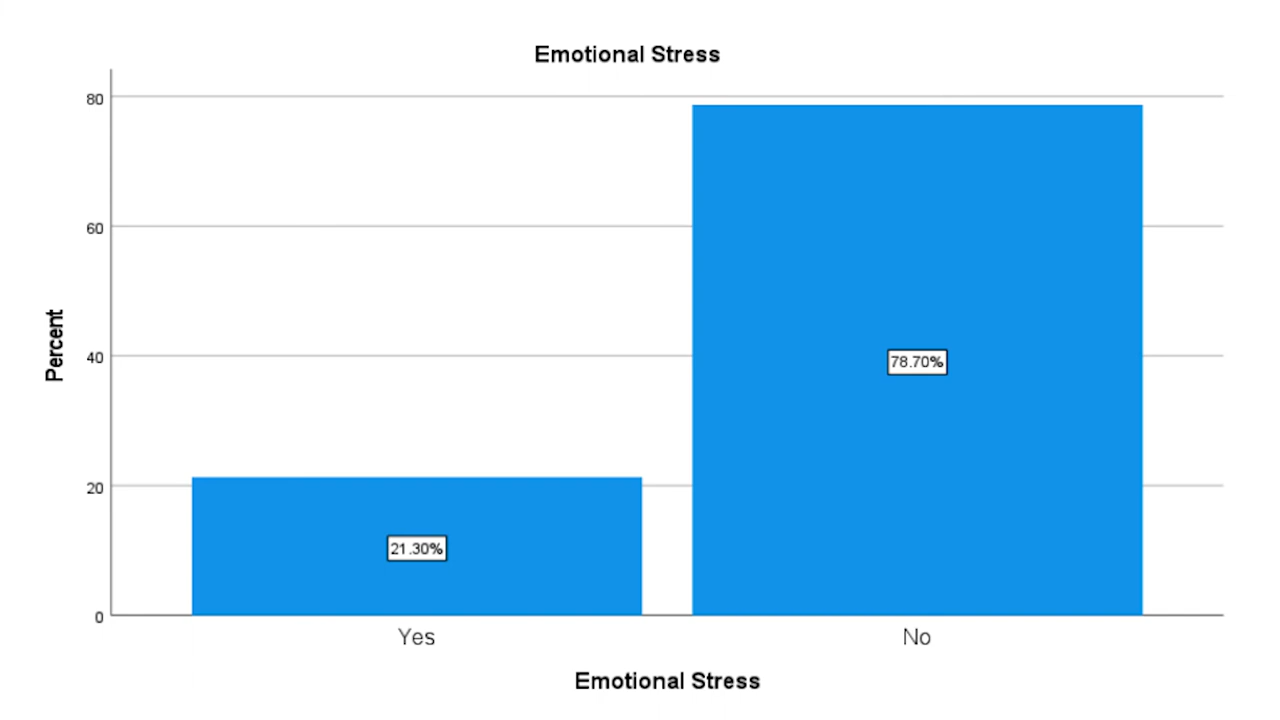 Emotional Stress
Percent
80
60
40
20
0
78.70%
21.30%
Yes
No
Emotional Stress